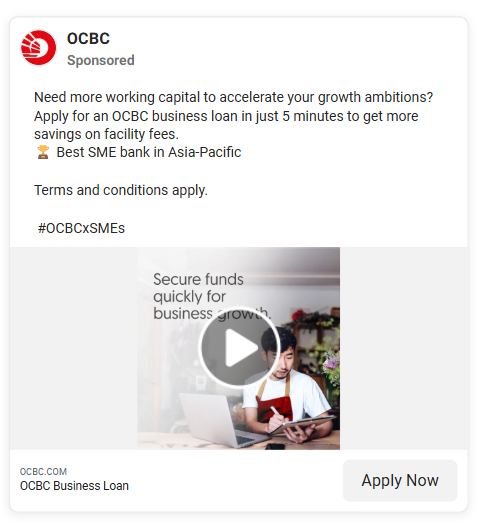 OCBC
Sponsored
Need more working capital to accelerate your growth ambitions?
Apply for an OCBC business loan in just 5 minutes to get more
savings on facility fees.
🏆 Best SME bank in Asia-Pacific
Terms and conditions apply.
#OCBCxSMEs
Secure funds
quickly for
business growth.
OCBC.COM
OCBC Business Loan
Apply Now